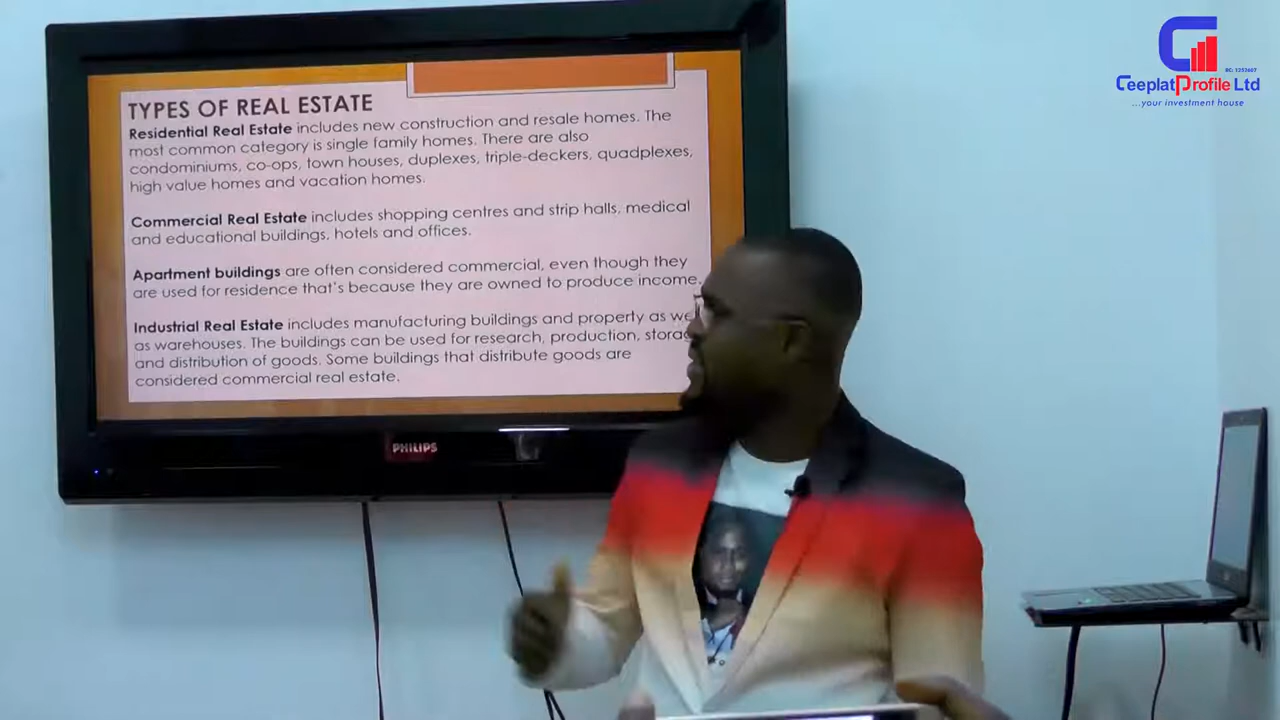 TYPES OF REAL ESTATE
Residential Real Estate includes new construction and resale homes. The
most common category is single family homes. There are also
condominiums, co-ops, town houses, duplexes, triple-deckers, quadplexes,
high value homes and vacation homes.
Commercial Real Estate includes shopping centres and strip halls, medical
and educational buildings, hotels and offices.
Apartment buildings are often considered commercial, even though they
are used for residence that's because they are owned to produce income.
Industrial Real Estate includes manufacturing buildings and property as
as warehouses. The buildings can be used for research, production,
and distribution of goods. Some buildings that distribute goods are
considered commercial real estate.
PHILIPS
RC: 1252607
CeeplatProfile Ltd
...your investment house